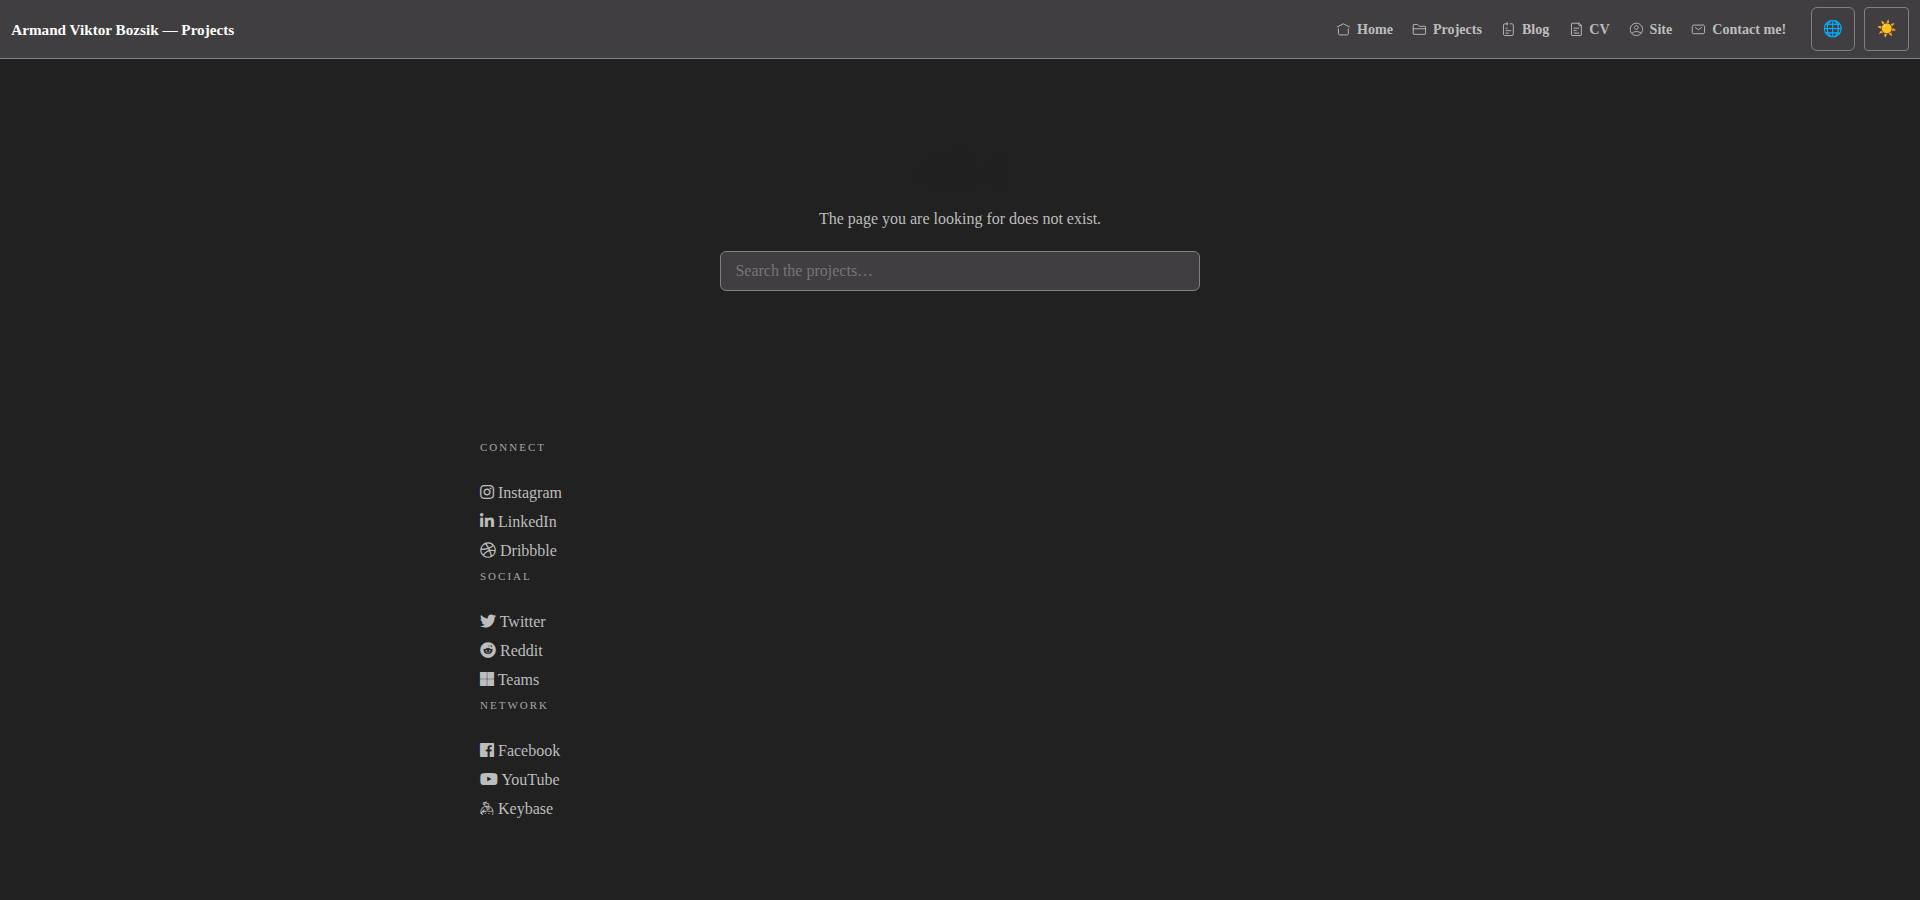 Armand Viktor Bozsik — Projects
Home
Projects
Blog
CV
Site
Contact me!
The page you are looking for does not exist.
Search the projects…
CONNECT
Instagram
LinkedIn
Dribbble
SOCIAL
Twitter
Reddit
Teams
NETWORK
Facebook
YouTube
Keybase